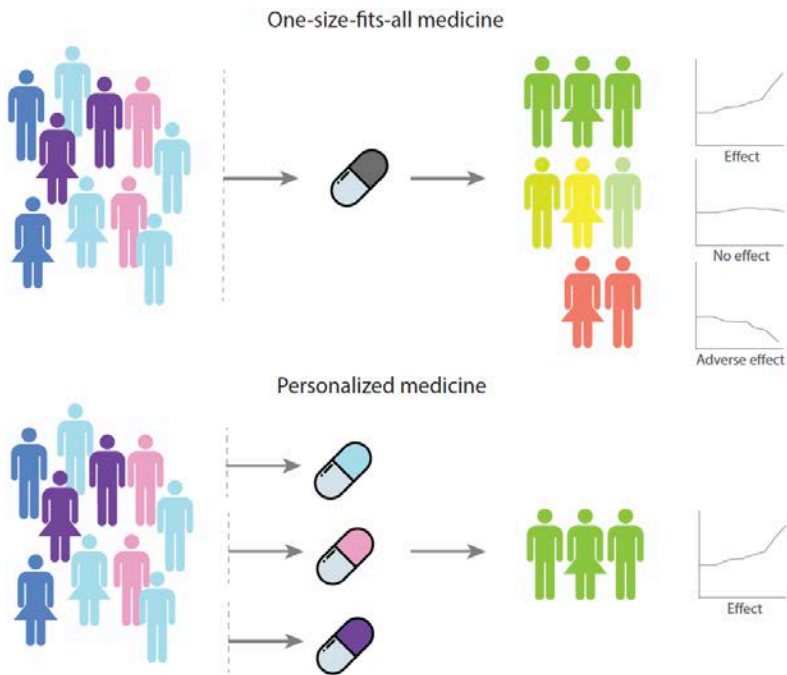 One-size-fits-all medicine
Effect
No effect
Adverse effect
Personalized medicine
Effect